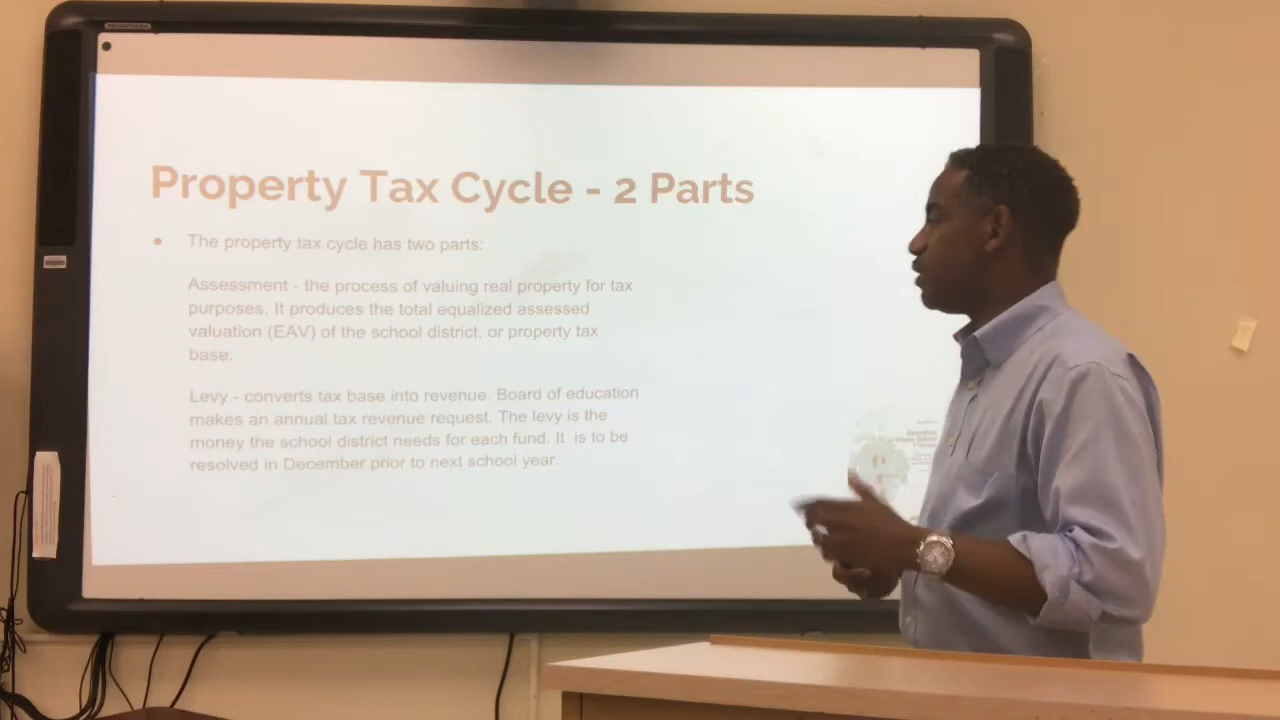 Property Tax Cycle - 2 Parts
● The property tax cycle has two parts:
Assessment - the process of valuing real property for tax
purposes. It produces the total equalized assessed
valuation (EAV) of the school district, or property tax
base.
Levy - converts tax base into revenue. Board of education
makes an annual tax revenue request. The levy is the
money the school district needs for each fund. It is to be
resolved in December prior to next school year.